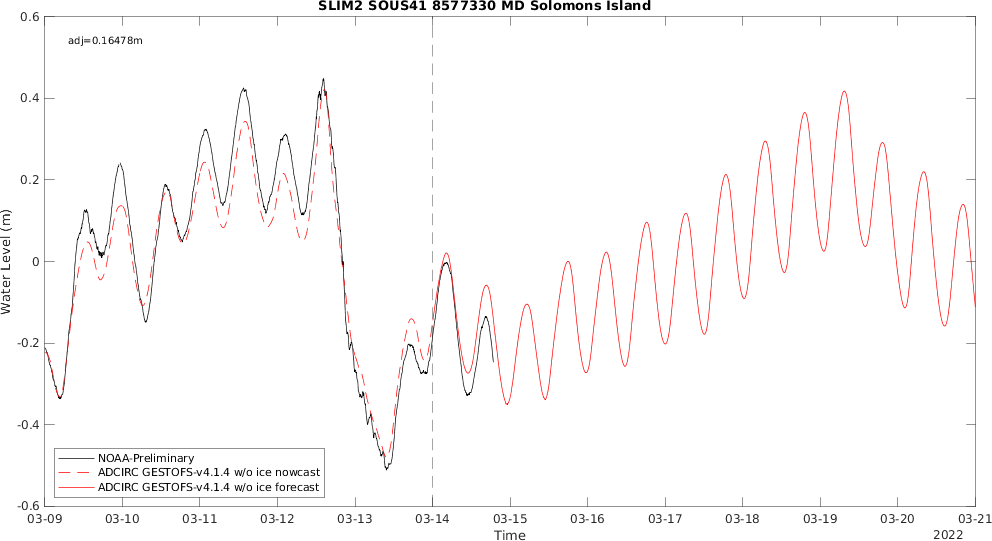 SLIM2 SOUS41 8577330 MD Solomons Island
adj=0.16478m
Water Level (m)
0.6
0.4
0.2
0
-0.2
-0.4
-0.6
NOAA-Preliminary
ADCIRC GESTOFS-v4.1.4 w/o ice nowcast
ADCIRC GESTOFS-v4.1.4 w/o ice forecast
03-09 03-10 03-11 03-12 03-13 03-14 03-15 03-16 03-17 03-18 03-19 03-20 03-21
Time
2022